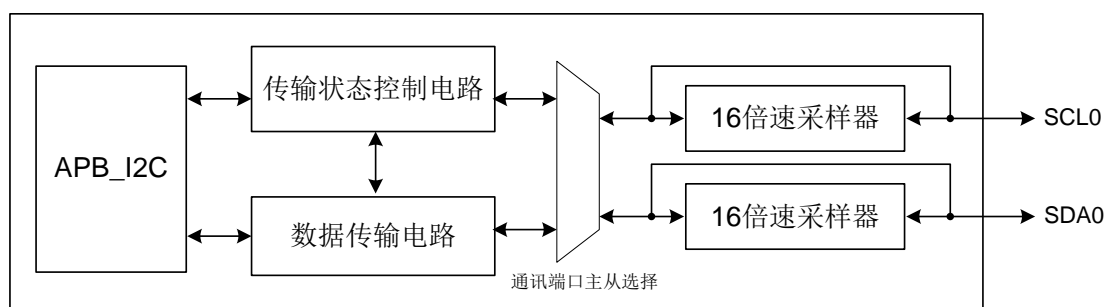 传输状态控制电路
16倍速采样器
SCL0
APB_I2C
数据传输电路
16倍速采样器
SDA0
通讯端口主从选择